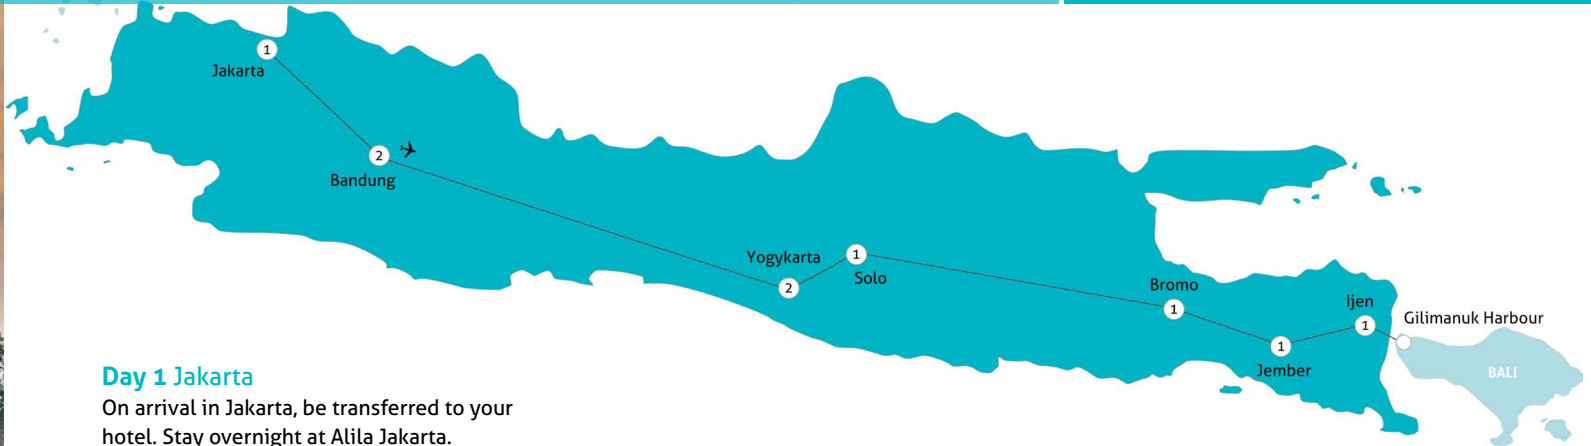 1
Jakarta
2
Bandung
Yogykarta
2
1
Solo
Bromo
1
1
Jember
Ijen
1
Gilimanuk Harbour
BALI
Day 1 Jakarta
On arrival in Jakarta, be transferred to your
hotel. Stay overnight at Alila Jakarta.